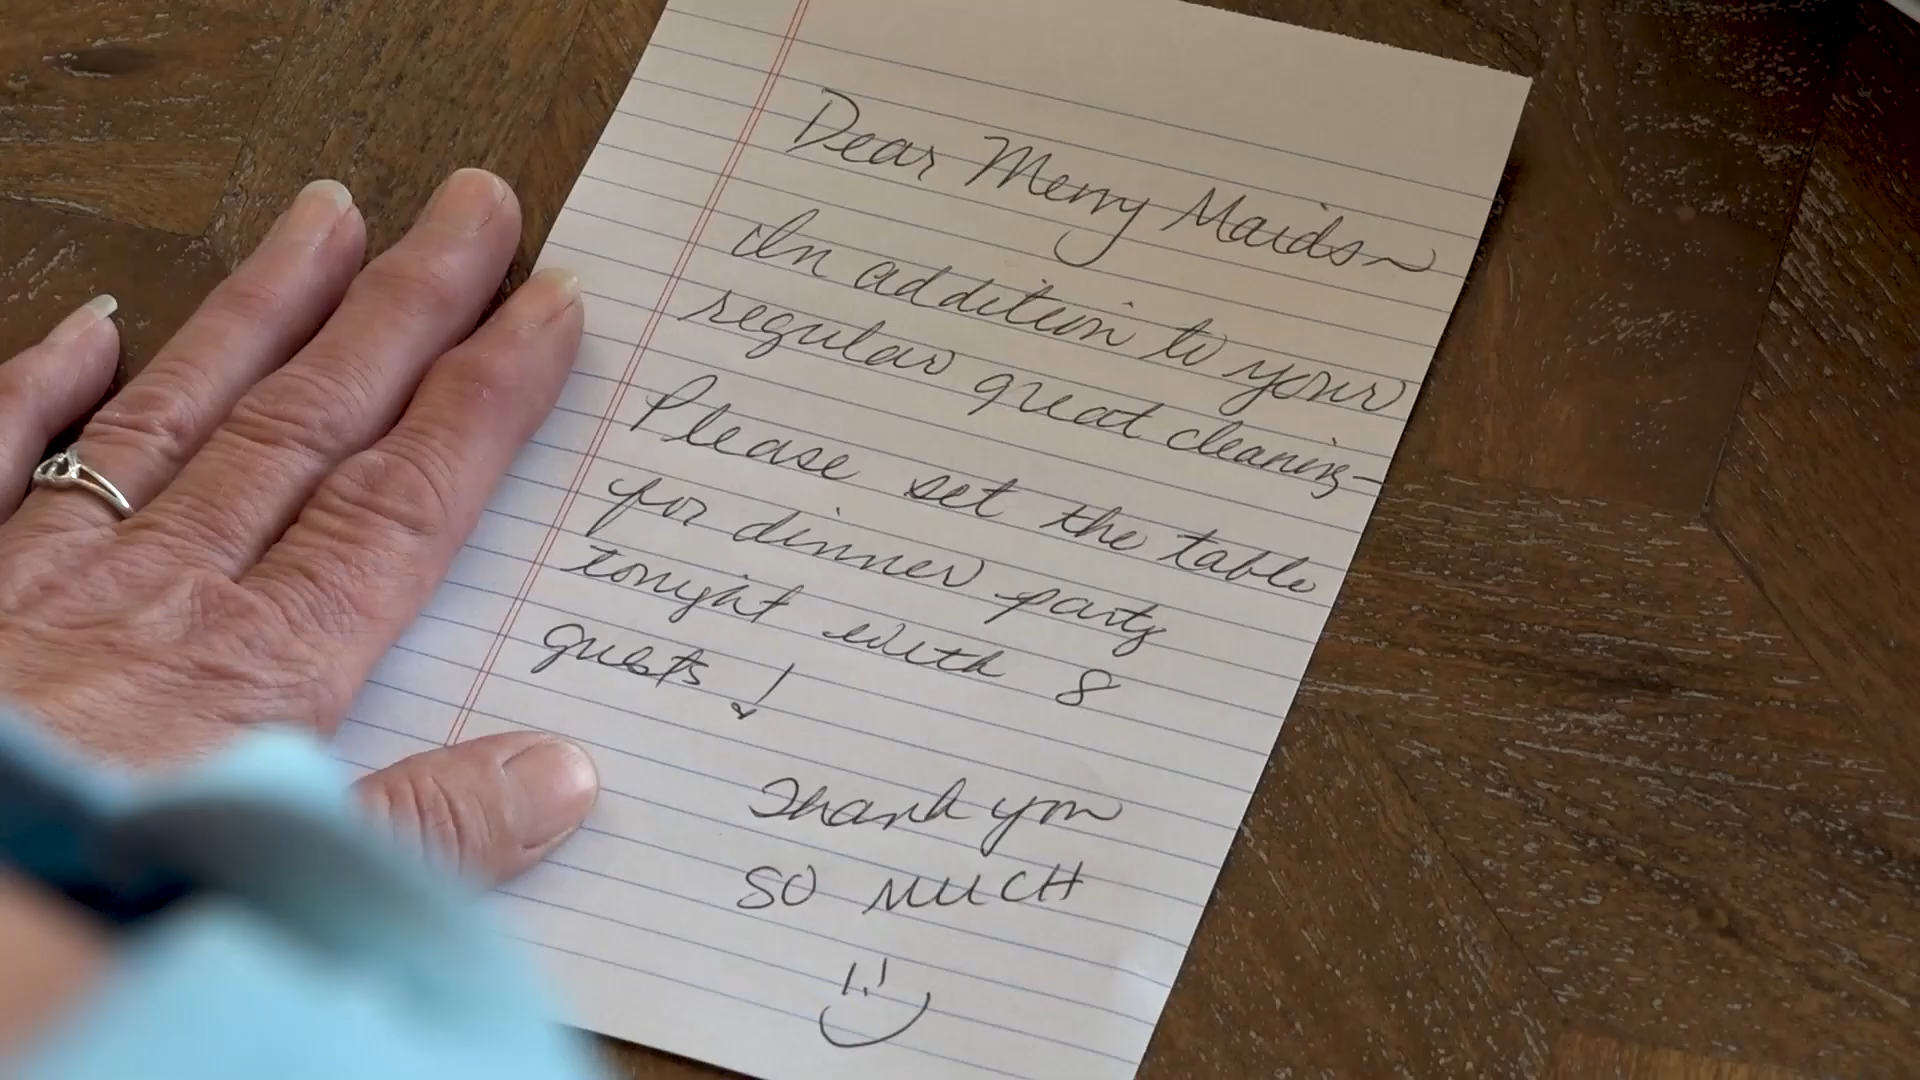 Dear Merry Maids~
In addition to your
regular great cleaning-
Please set the table
for dinner party
tonight with 8
guests!
Thank you
SO MUCH